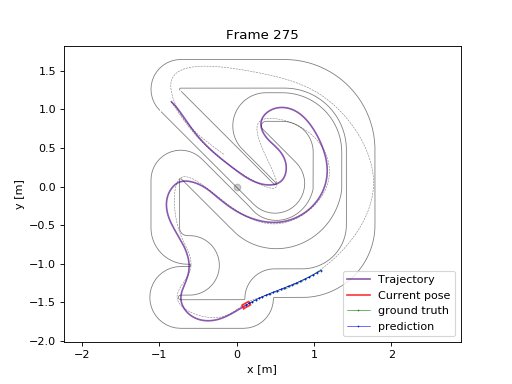 Frame 275
y [m]
1.5
1.0
0.5
0.0
−0.5
−1.0
−1.5
−2.0
−2
−1
0
1
2
x [m]
Trajectory
Current pose
ground truth
prediction